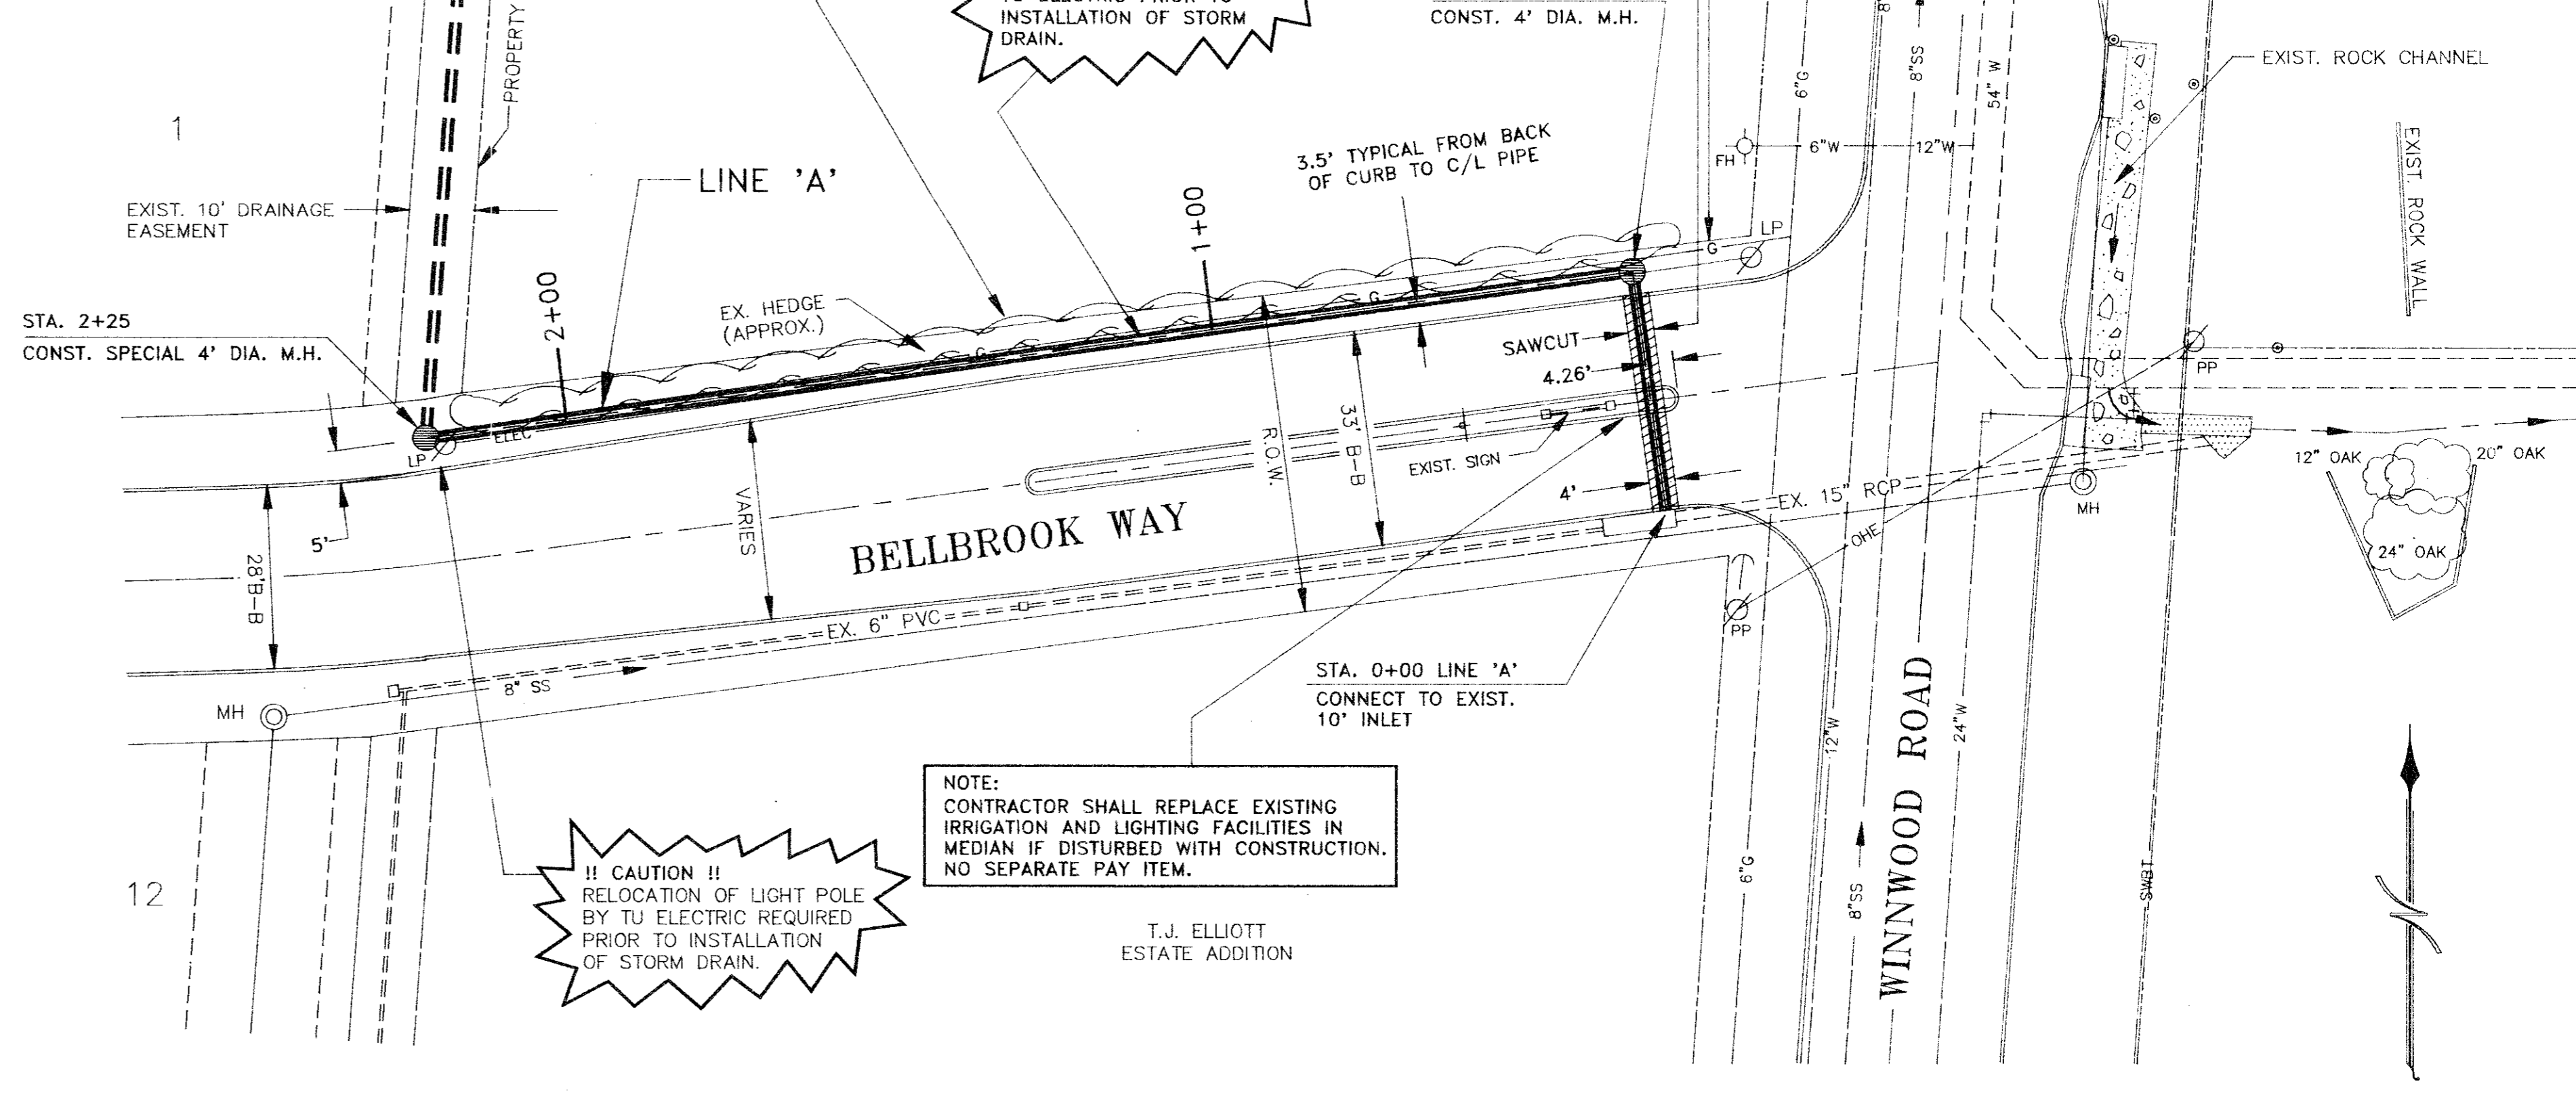 INSTALLATION OF STORM
DRAIN.
CONST. 4' DIA. M.H.
PROPERTY
EXIST. ROCK CHANNEL
1
8"SS
6"G
54" W
3.5' TYPICAL FROM BACK
OF CURB TO C/L PIPE
FH
6"W
12"W
EXIST. ROCK WALL
LINE 'A'
EXIST. 10' DRAINAGE
EASEMENT
1+00
LP
G
2+00
EX. HEDGE
(APPROX.)
G
G
STA. 2+25
CONST. SPECIAL 4' DIA. M.H.
SAWCUT
4.26'
PP
ELEC
LP
33' B-B
R.O.W.
EXIST. SIGN
12" OAK
20" OAK
VARIES
4'
EX. 15" RCP
MH
BELLBROOK WAY
5'
OHE
24" OAK
28'B-B
EX. 6" PVC
PP
STA. 0+00 LINE 'A'
CONNECT TO EXIST.
10' INLET
8" SS
MH
WINNWOOD ROAD
12"W
24"W
NOTE:
CONTRACTOR SHALL REPLACE EXISTING
IRRIGATION AND LIGHTING FACILITIES IN
MEDIAN IF DISTURBED WITH CONSTRUCTION.
NO SEPARATE PAY ITEM.
!! CAUTION !!
RELOCATION OF LIGHT POLE
BY TU ELECTRIC REQUIRED
PRIOR TO INSTALLATION
OF STORM DRAIN.
12
6"G
8"SS
SWBT
T.J. ELLIOTT
ESTATE ADDITION